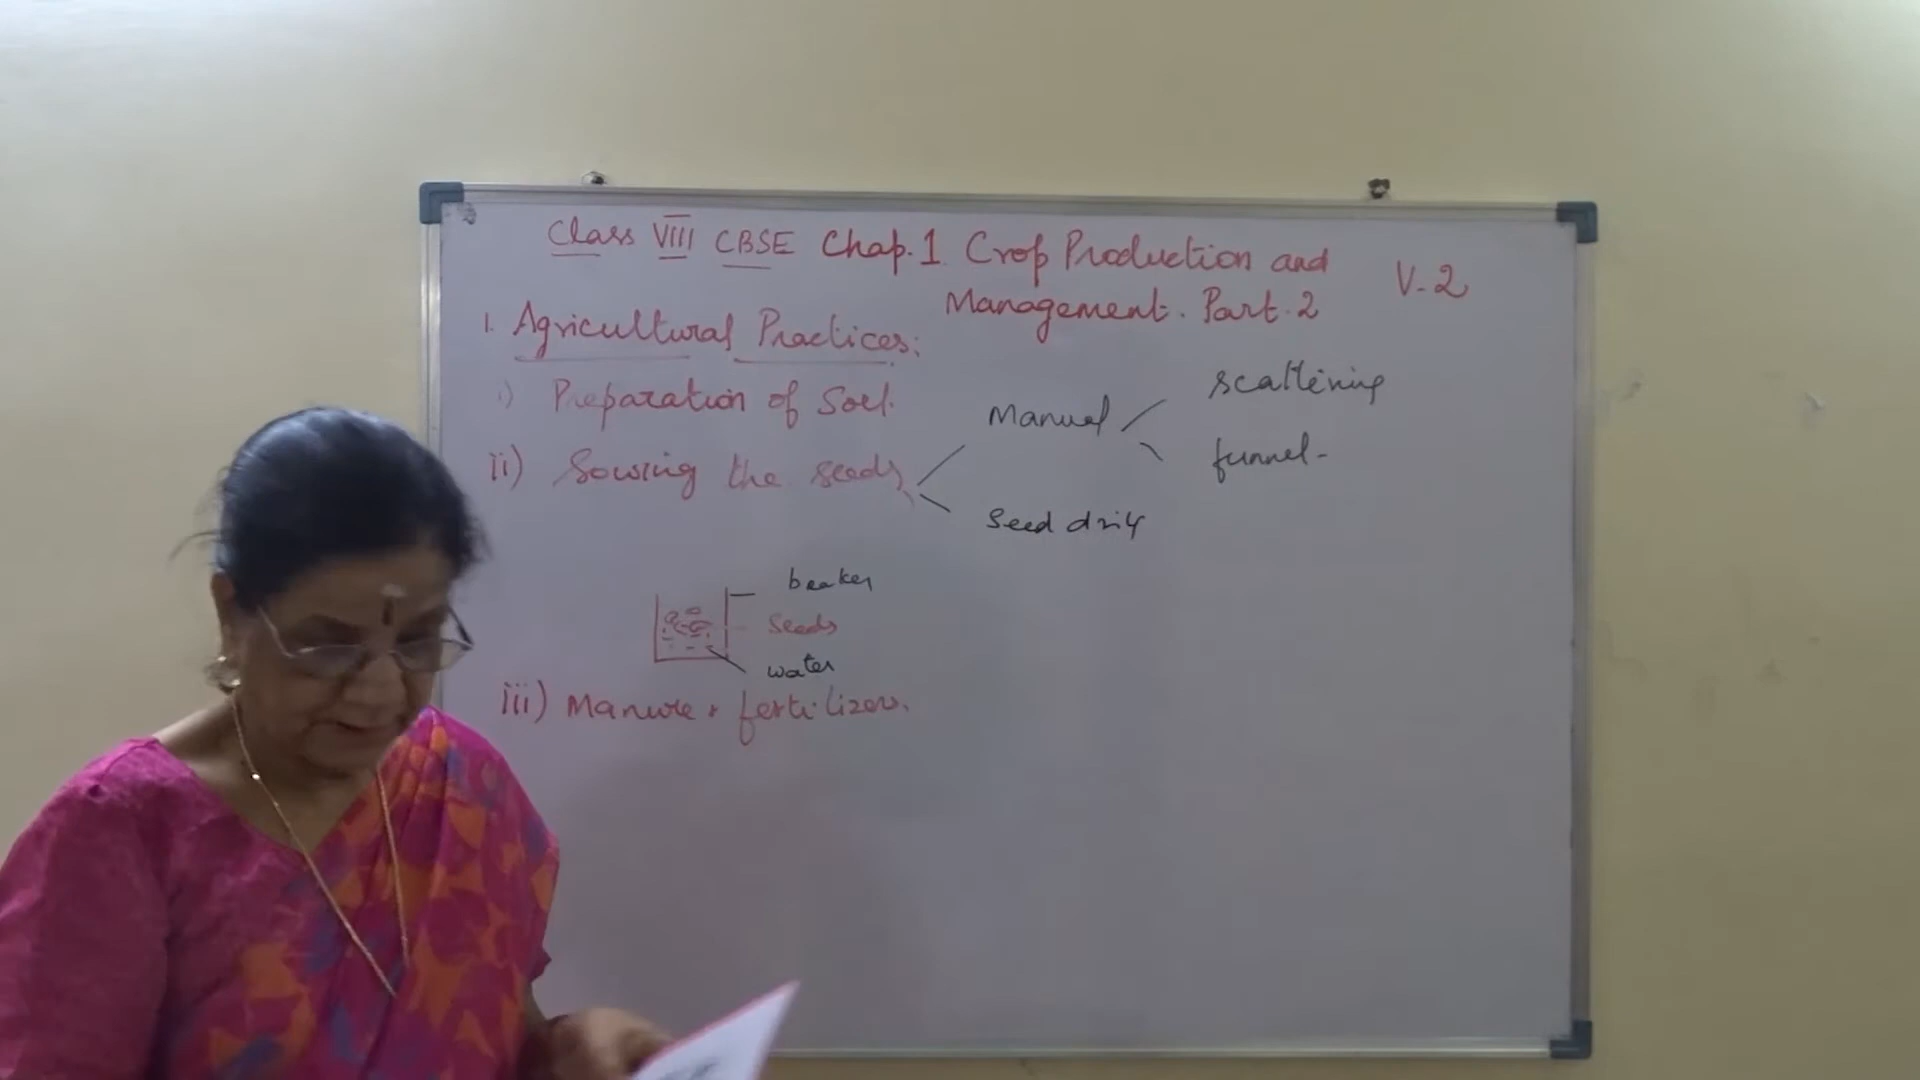 Class VIII CBSE Chap.1 Crop Production and
Management. Part.2
V-2
1. Agricultural Practices:
i) Preparation of Soil.
ii) Sowing the seeds
Manual
scattering
funnel-
Seed drill
beaker
seeds
water
iii) Manure + fertilizers.